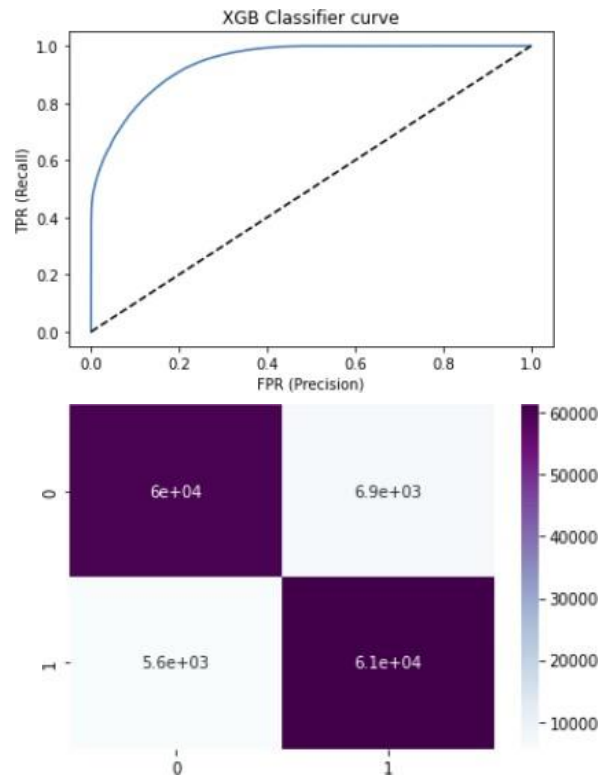 XGB Classifier curve
1.0
0.8
0.6
0.4
0.2
0.0
TPR (Recall)
0.0 0.2 0.4 0.6 0.8 1.0
FPR (Precision)
0 6e+04 6.9e+03
1 5.6e+03 6.1e+04
0 1
60000
50000
40000
30000
20000
10000